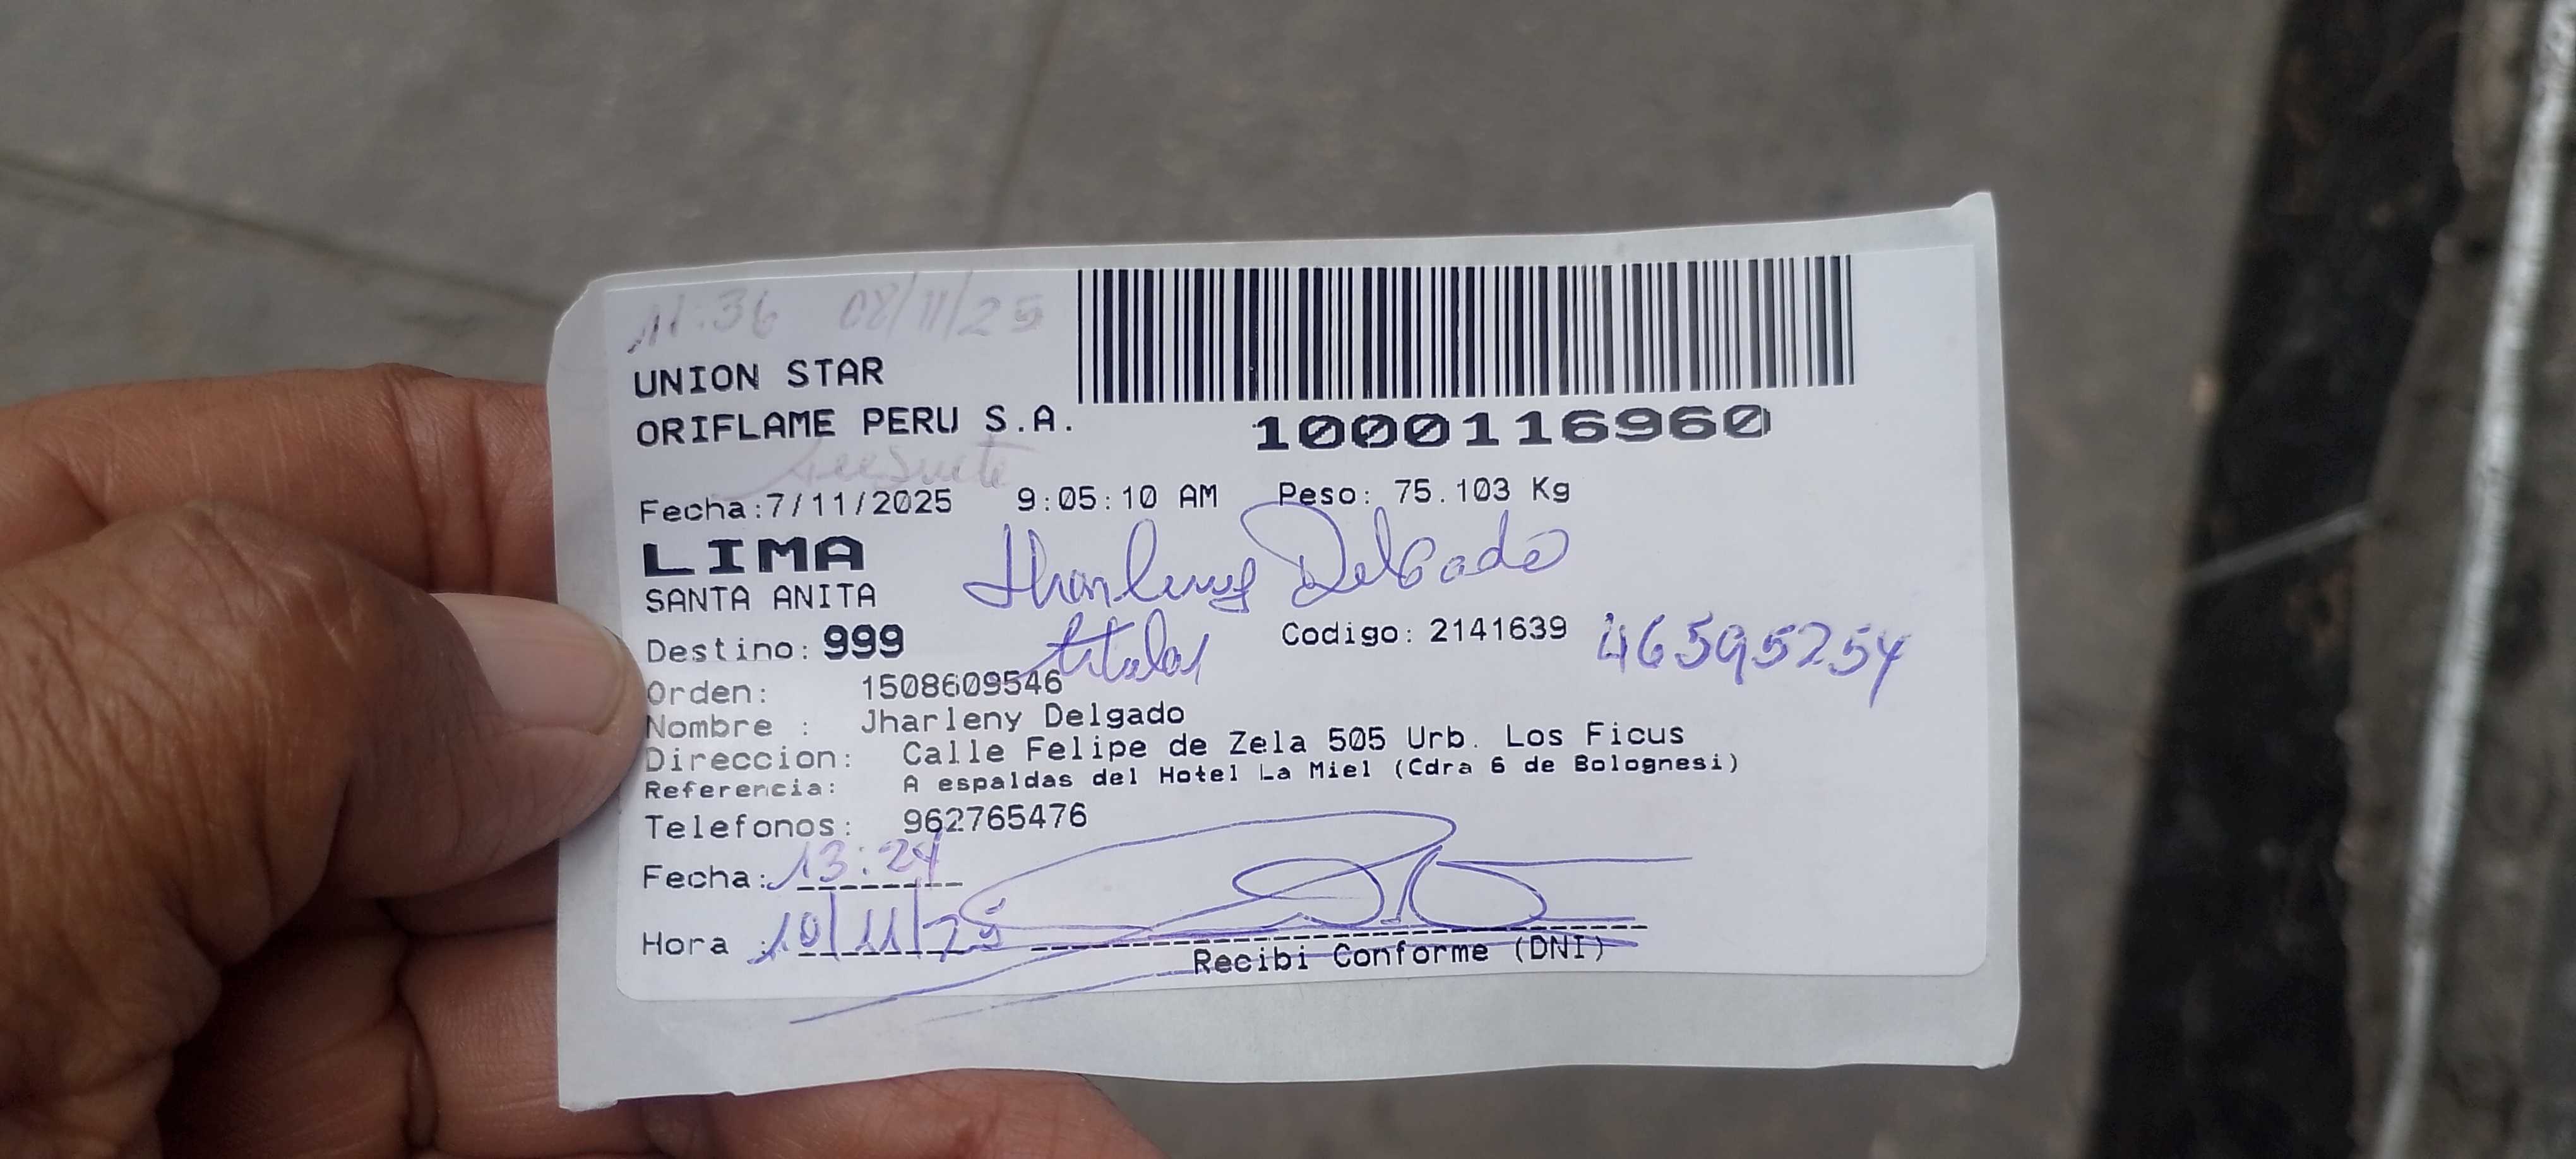 11:36 08/11/25
UNION STAR
ORIFLAME PERU S.A.
1000116960
Fecha:7/11/2025 9:05:10 AM Peso: 75.103 Kg
LIMA
Jharleny Delgado
SANTA ANITA
titular
Destino: 999 Codigo: 2141639 46595254
Orden: 1508609546
Nombre : Jharleny Delgado
Direccion: Calle Felipe de Zela 505 Urb. Los Ficus
Referencia: A espaldas del Hotel La Miel (Cdra 6 de Bolognesi)
Telefonos: 962765476
Fecha: 13:24
Hora : 10/11/25
Recibi Conforme (DNI)